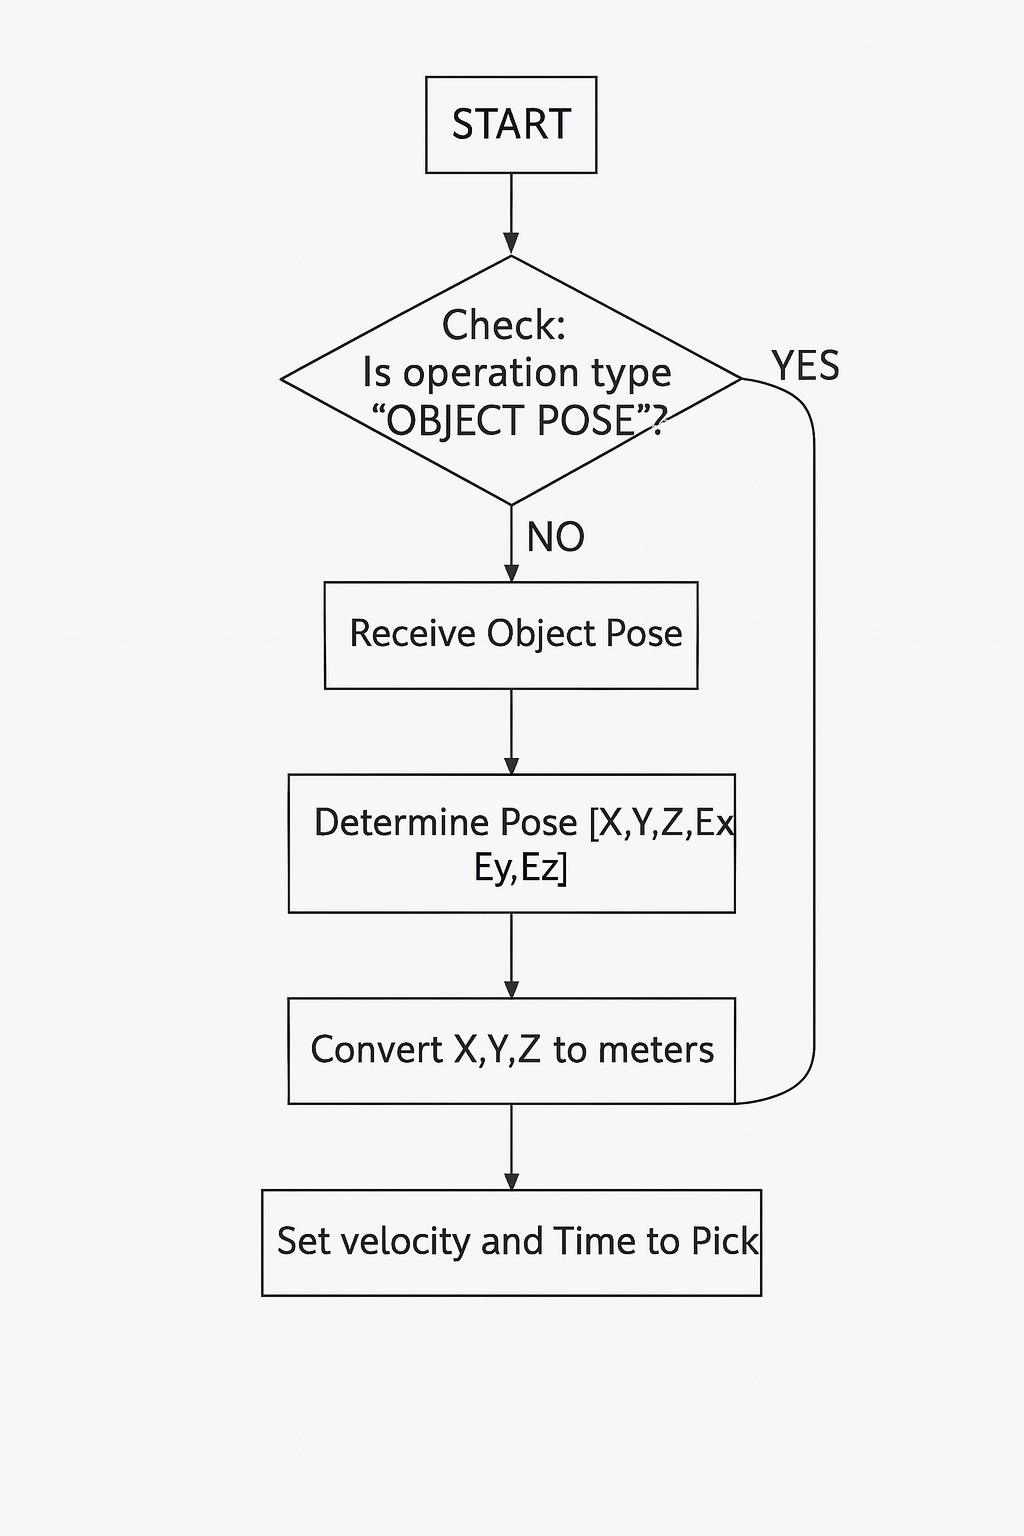 START
Check:
Is operation type
“OBJECT POSE”?
YES
NO
Receive Object Pose
Determine Pose [X,Y,Z,Ex
Ey,Ez]
Convert X,Y,Z to meters
Set velocity and Time to Pick